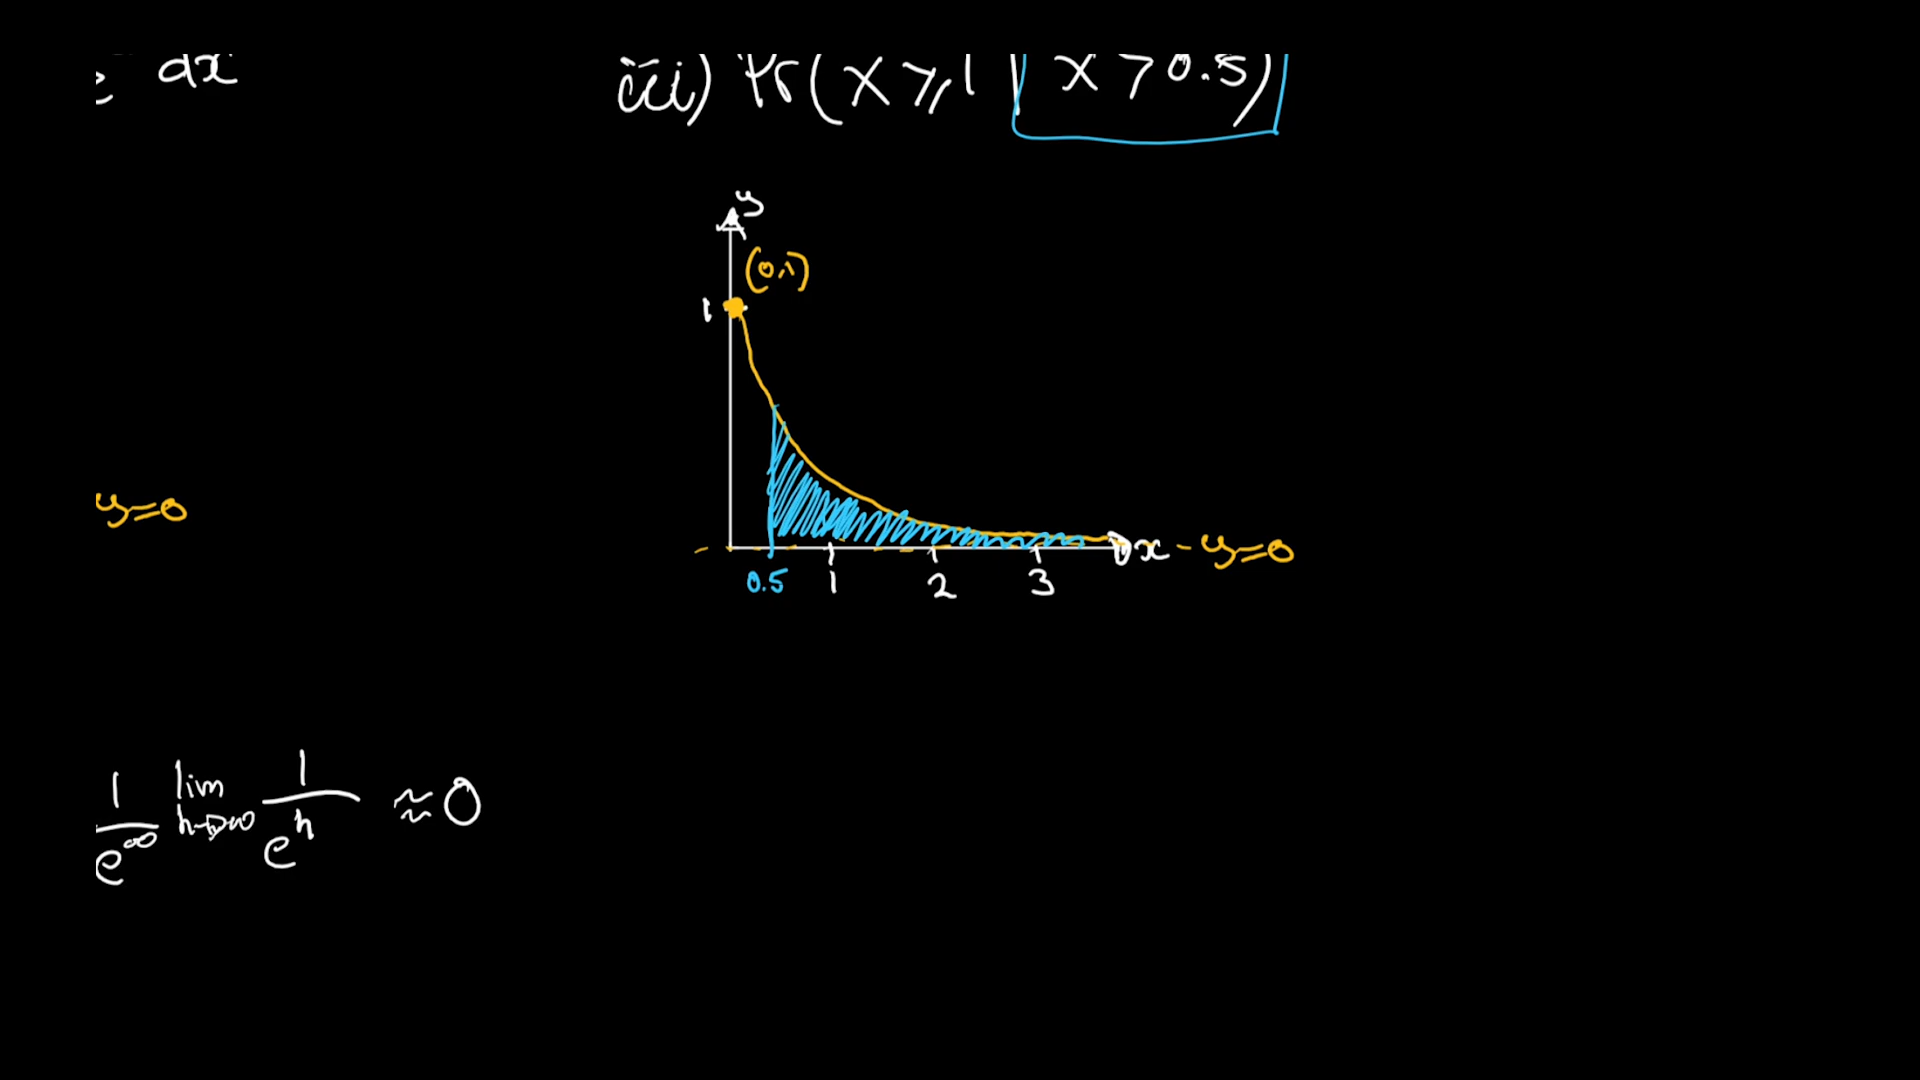 e dx
iii) Pr(X ⩾ 1 | X > 0.5)
y
(0,1)
1
y=0
x - y=0
0.5 1 2 3
1/e^∞ lim h→∞ 1/e^h ≈ 0